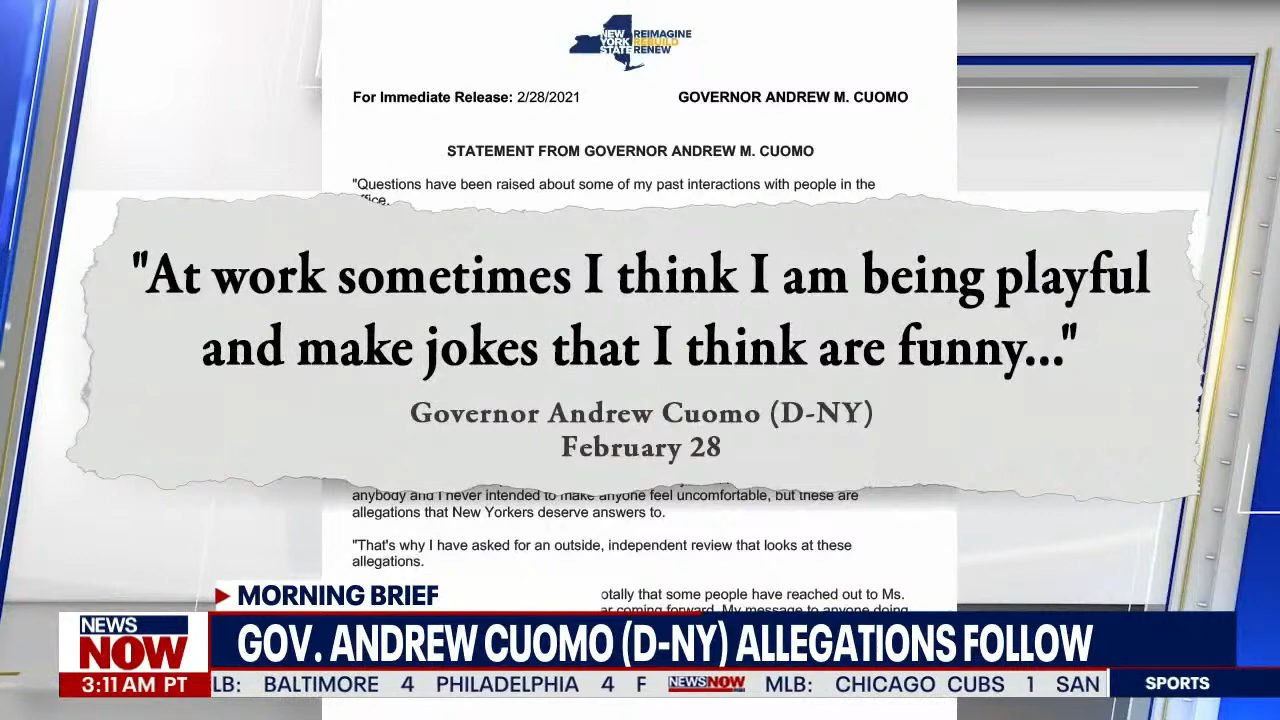 NEW YORK STATE
REIMAGINE
REBUILD
RENEW
For Immediate Release: 2/28/2021 GOVERNOR ANDREW M. CUOMO
STATEMENT FROM GOVERNOR ANDREW M. CUOMO
"Questions have been raised about some of my past interactions with people in the
"At work sometimes I think I am being playful
and make jokes that I think are funny..."
Governor Andrew Cuomo (D-NY)
February 28
anybody and I never intended to make anyone feel uncomfortable, but these are
allegations that New Yorkers deserve answers to.
"That's why I have asked for an outside, independent review that looks at these
allegations.
that some people have reached out to Ms.
coming forward. My message to anyone doing
MORNING BRIEF
NEWS NOW
GOV. ANDREW CUOMO (D-NY) ALLEGATIONS FOLLOW
3:11 AM PT
BALTIMORE 4 PHILADELPHIA 4 F NEWSNOW MLB: CHICAGO CUBS 1 SAN SPORTS